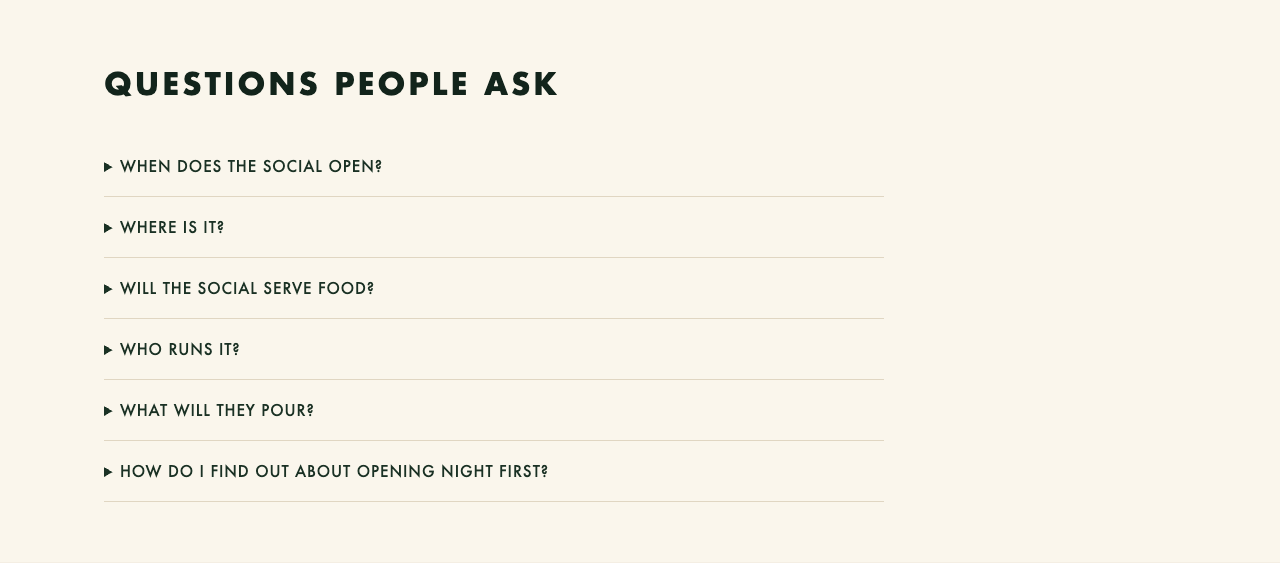 QUESTIONS PEOPLE ASK
WHEN DOES THE SOCIAL OPEN?
WHERE IS IT?
WILL THE SOCIAL SERVE FOOD?
WHO RUNS IT?
WHAT WILL THEY POUR?
HOW DO I FIND OUT ABOUT OPENING NIGHT FIRST?